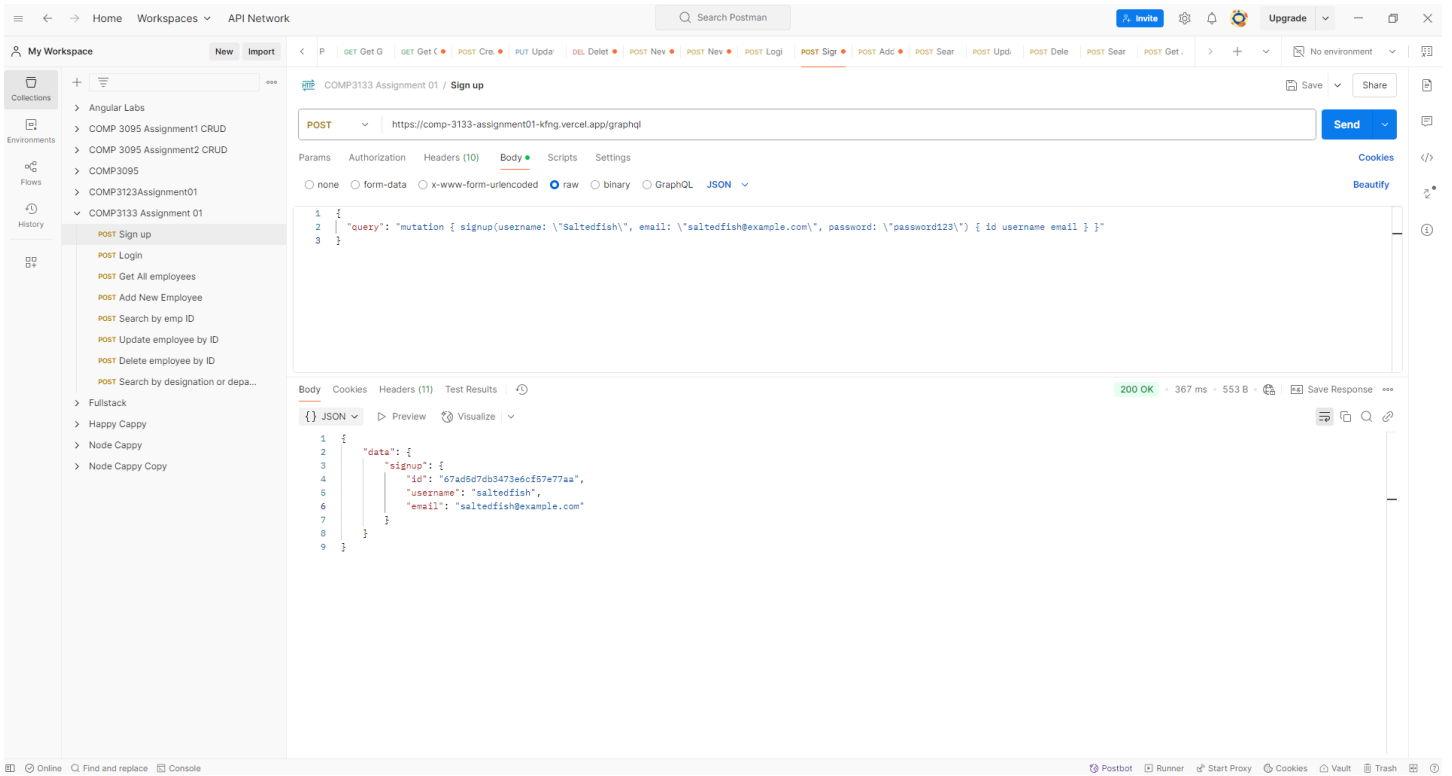 Home Workspaces API Network Search Postman Invite Upgrade
My Workspace New Import P GET Get G GET Get ( POST Cre. PUT Updat DEL Delet POST Nev POST Nev POST Logi POST Sigr POST Adc POST Sear POST Upd POST Dele POST Sear POST Get . No environment
Collections
Environments
Flows
History
Angular Labs
COMP 3095 Assignment1 CRUD
COMP 3095 Assignment2 CRUD
COMP3095
COMP3123Assignment01
COMP3133 Assignment 01
POST Sign up
POST Login
POST Get All employees
POST Add New Employee
POST Search by emp ID
POST Update employee by ID
POST Delete employee by ID
POST Search by designation or depa...
Fullstack
Happy Cappy
Node Cappy
Node Cappy Copy
HTTP COMP3133 Assignment 01 / Sign up Save Share
POST https://comp-3133-assignment01-kfng.vercel.app/graphql Send
Params Authorization Headers (10) Body Scripts Settings Cookies
none form-data x-www-form-urlencoded raw binary GraphQL JSON Beautify
1 {
2 "query": "mutation { signup(username: \"Saltedfish\", email: \"saltedfish@example.com\", password: \"password123\") { id username email } }"
3 }
Body Cookies Headers (11) Test Results 200 OK 367 ms 553 B e.g. Save Response
{} JSON Preview Visualize
1 {
2 "data": {
3 "signup": {
4 "id": "67ad5d7db3473e6cf57e77aa",
5 "username": "saltedfish",
6 "email": "saltedfish@example.com"
7 }
8 }
9 }
Online Find and replace Console Postbot Runner Start Proxy Cookies Vault Trash